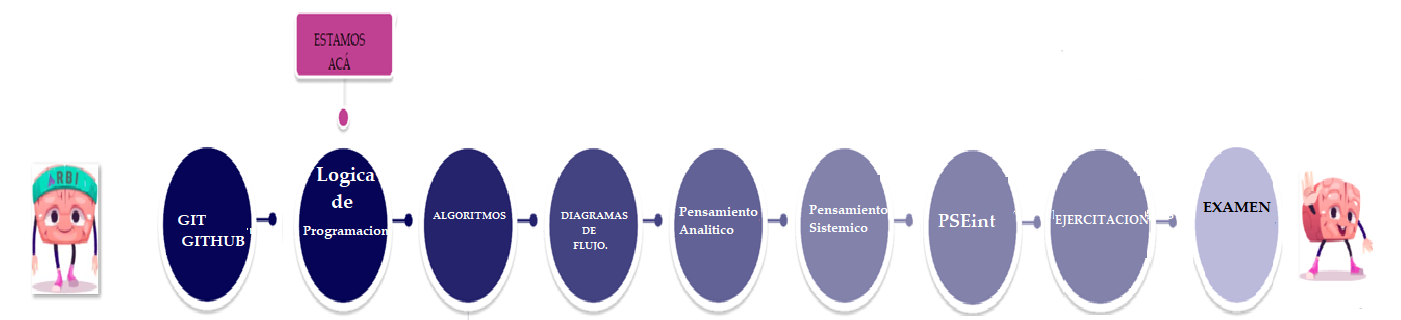 ESTAMOS
ACÁ
ARBI
GIT
GITHUB
Logica
de
Programacion
ALGORITMOS
DIAGRAMAS
DE
FLUJO.
Pensamiento
Analitico
Pensamiento
Sistemico
PSEint
EJERCITACION
EXAMEN